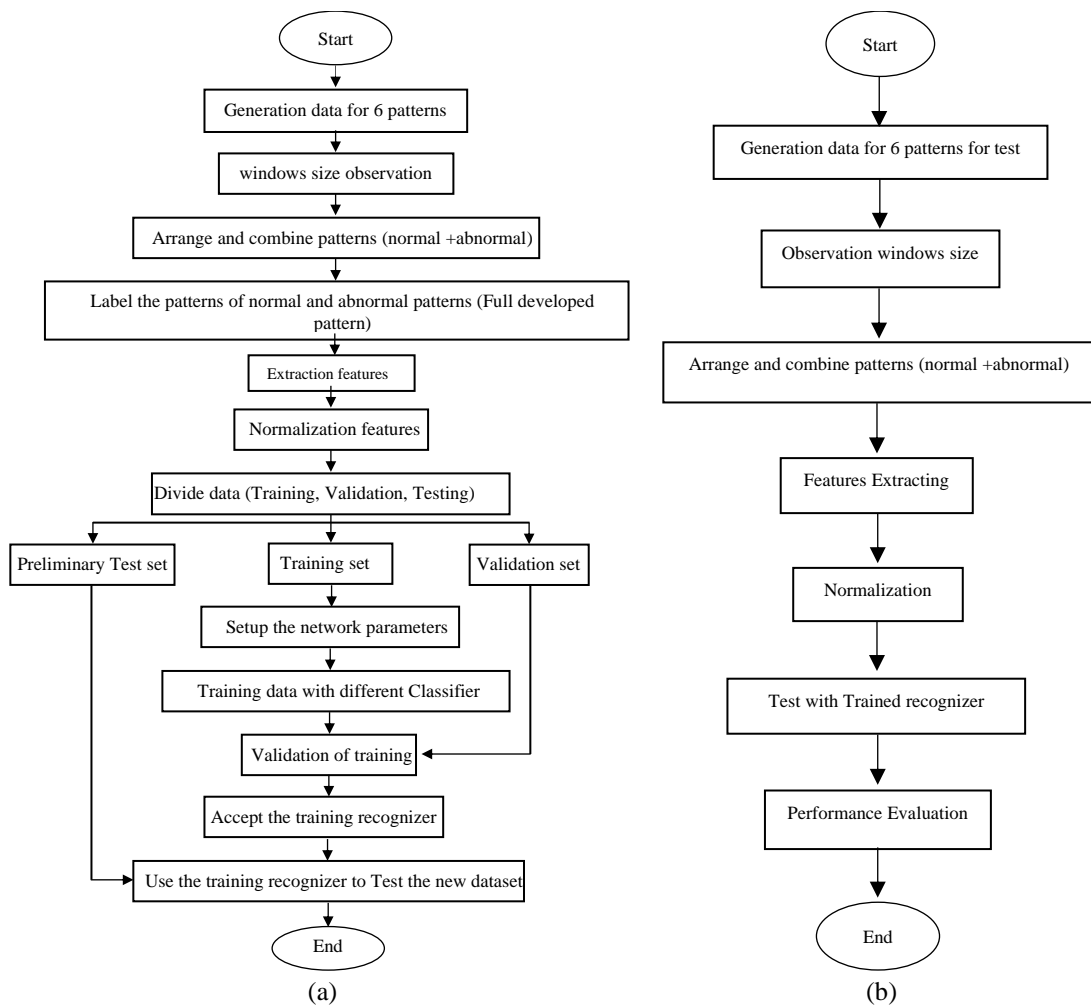 Start
Generation data for 6 patterns
windows size observation
Arrange and combine patterns (normal +abnormal)
Label the patterns of normal and abnormal patterns (Full developed
pattern)
Extraction features
Normalization features
Divide data (Training, Validation, Testing)
Preliminary Test set
Training set
Validation set
Setup the network parameters
Training data with different Classifier
Validation of training
Accept the training recognizer
Use the training recognizer to Test the new dataset
End
(a)
Start
Generation data for 6 patterns for test
Observation windows size
Arrange and combine patterns (normal +abnormal)
Features Extracting
Normalization
Test with Trained recognizer
Performance Evaluation
End
(b)